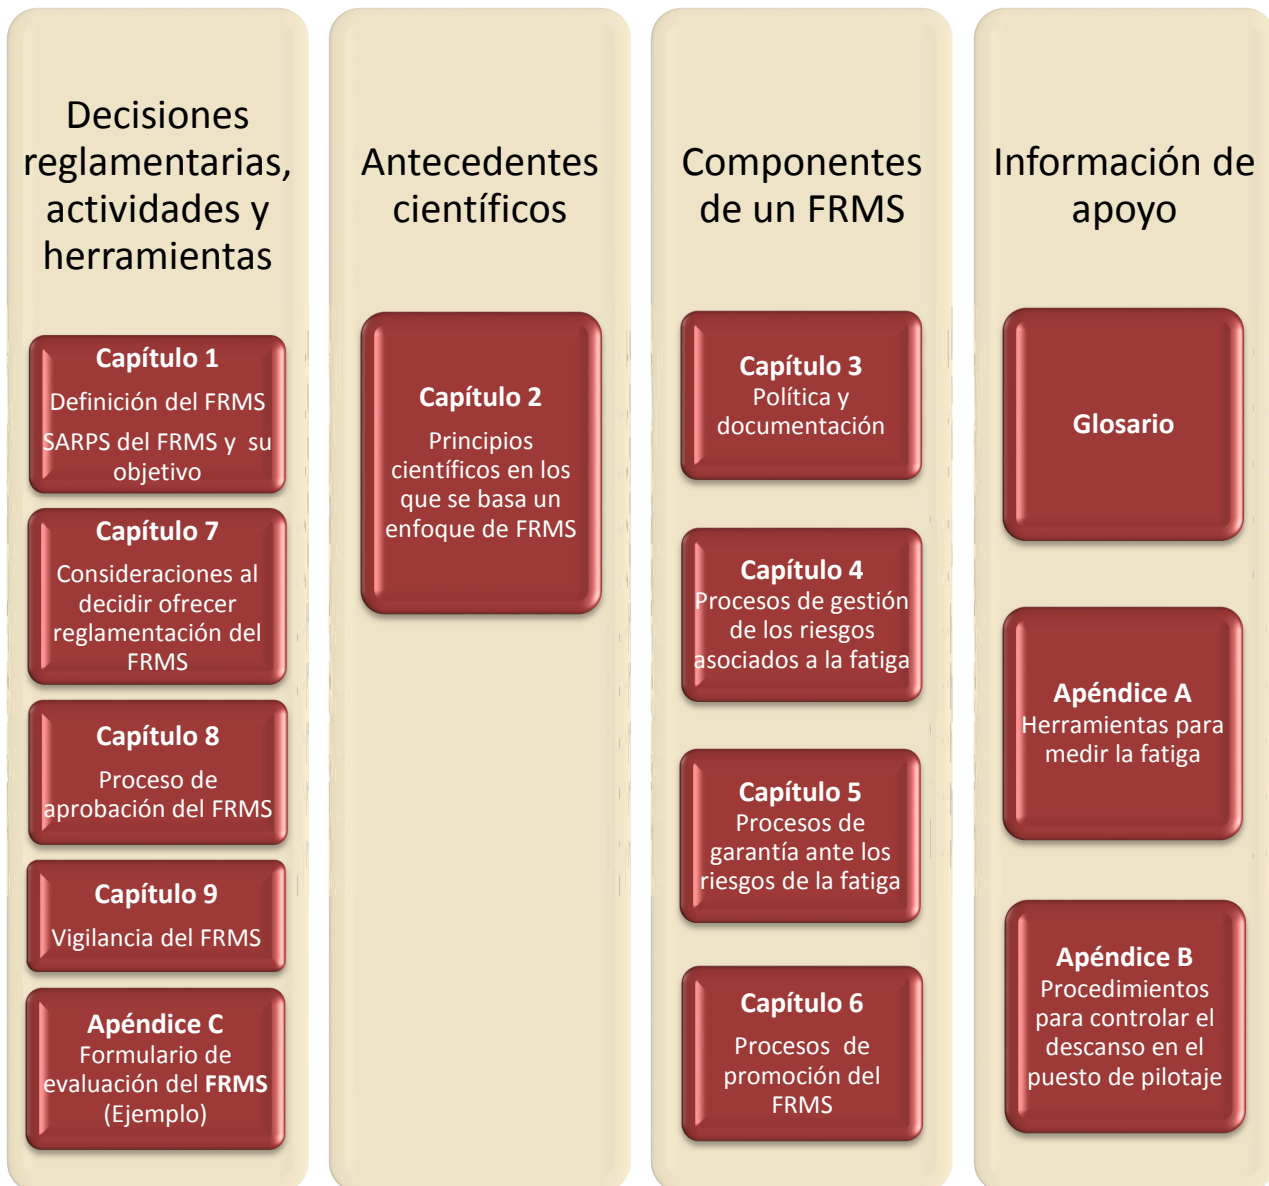 Decisiones
reglamentarias,
actividades y
herramientas
Capítulo 1
Definición del FRMS
SARPS del FRMS y su
objetivo
Capítulo 7
Consideraciones al
decidir ofrecer
reglamentación del
FRMS
Capítulo 8
Proceso de
aprobación del FRMS
Capítulo 9
Vigilancia del FRMS
Apéndice C
Formulario de
evaluación del FRMS
(Ejemplo)
Antecedentes
científicos
Capítulo 2
Principios
científicos en los
que se basa un
enfoque de FRMS
Componentes
de un FRMS
Capítulo 3
Política y
documentación
Capítulo 4
Procesos de gestión
de los riesgos
asociados a la fatiga
Capítulo 5
Procesos de
garantía ante los
riesgos de la fatiga
Capítulo 6
Procesos de
promoción del
FRMS
Información de
apoyo
Glosario
Apéndice A
Herramientas para
medir la fatiga
Apéndice B
Procedimientos
para controlar el
descanso en el
puesto de pilotaje